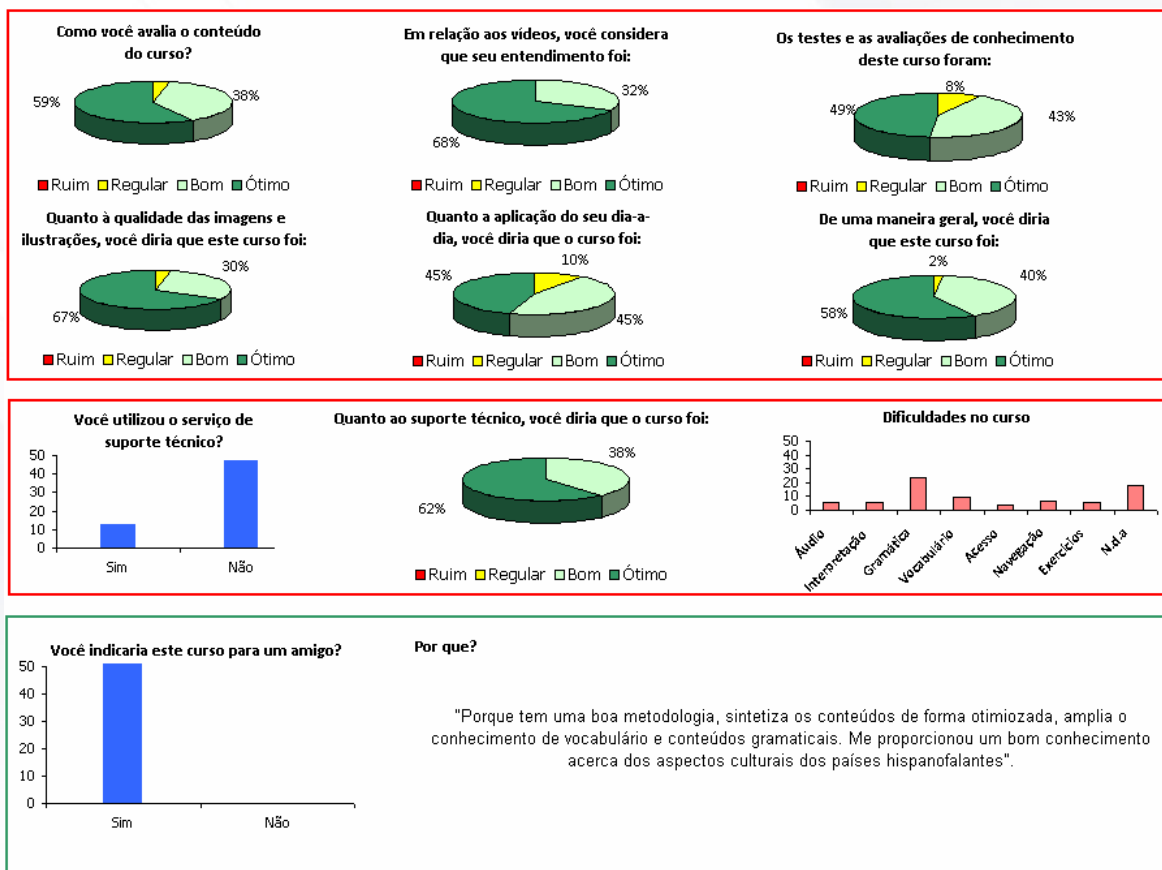 Como você avalia o conteúdo
do curso?
59%
38%
Ruim Regular Bom Ótimo
Em relação aos vídeos, você considera
que seu entendimento foi:
32%
68%
Ruim Regular Bom Ótimo
Os testes e as avaliações de conhecimento
deste curso foram:
8%
49%
43%
Ruim Regular Bom Ótimo
Quanto à qualidade das imagens e
ilustrações, você diria que este curso foi:
30%
67%
Ruim Regular Bom Ótimo
Quanto a aplicação do seu dia-a-
dia, você diria que o curso foi:
45%
10%
45%
Ruim Regular Bom Ótimo
De uma maneira geral, você diria
que este curso foi:
2%
40%
58%
Ruim Regular Bom Ótimo
Você utilizou o serviço de
suporte técnico?
50
40
30
20
10
0
Sim Não
Quanto ao suporte técnico, você diria que o curso foi:
38%
62%
Ruim Regular Bom Ótimo
Dificuldades no curso
50
40
30
20
10
0
Áudio
Interpretação
Gramática
Vocabulário
Acesso
Navegação
Exercícios
N.d.a
Você indicaria este curso para um amigo?
50
40
30
20
10
0
Sim Não
Por que?
"Porque tem uma boa metodologia, sintetiza os conteúdos de forma otimiozada, amplia o
conhecimento de vocabulário e conteúdos gramaticais. Me proporcionou um bom conhecimento
acerca dos aspectos culturais dos países hispanofalantes".